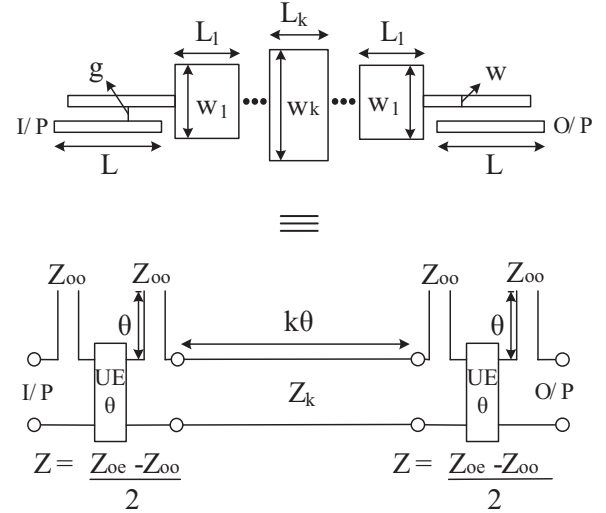 L₁ Lₖ L₁
g w₁ wₖ w₁ w
I/P O/P
L L
Zₒₒ Zₒₒ Zₒₒ Zₒₒ
θ kθ θ
I/P UE θ Zₖ UE θ O/P
Z = Zₒₑ -Zₒₒ Z = Zₒₑ -Zₒₒ
2 2